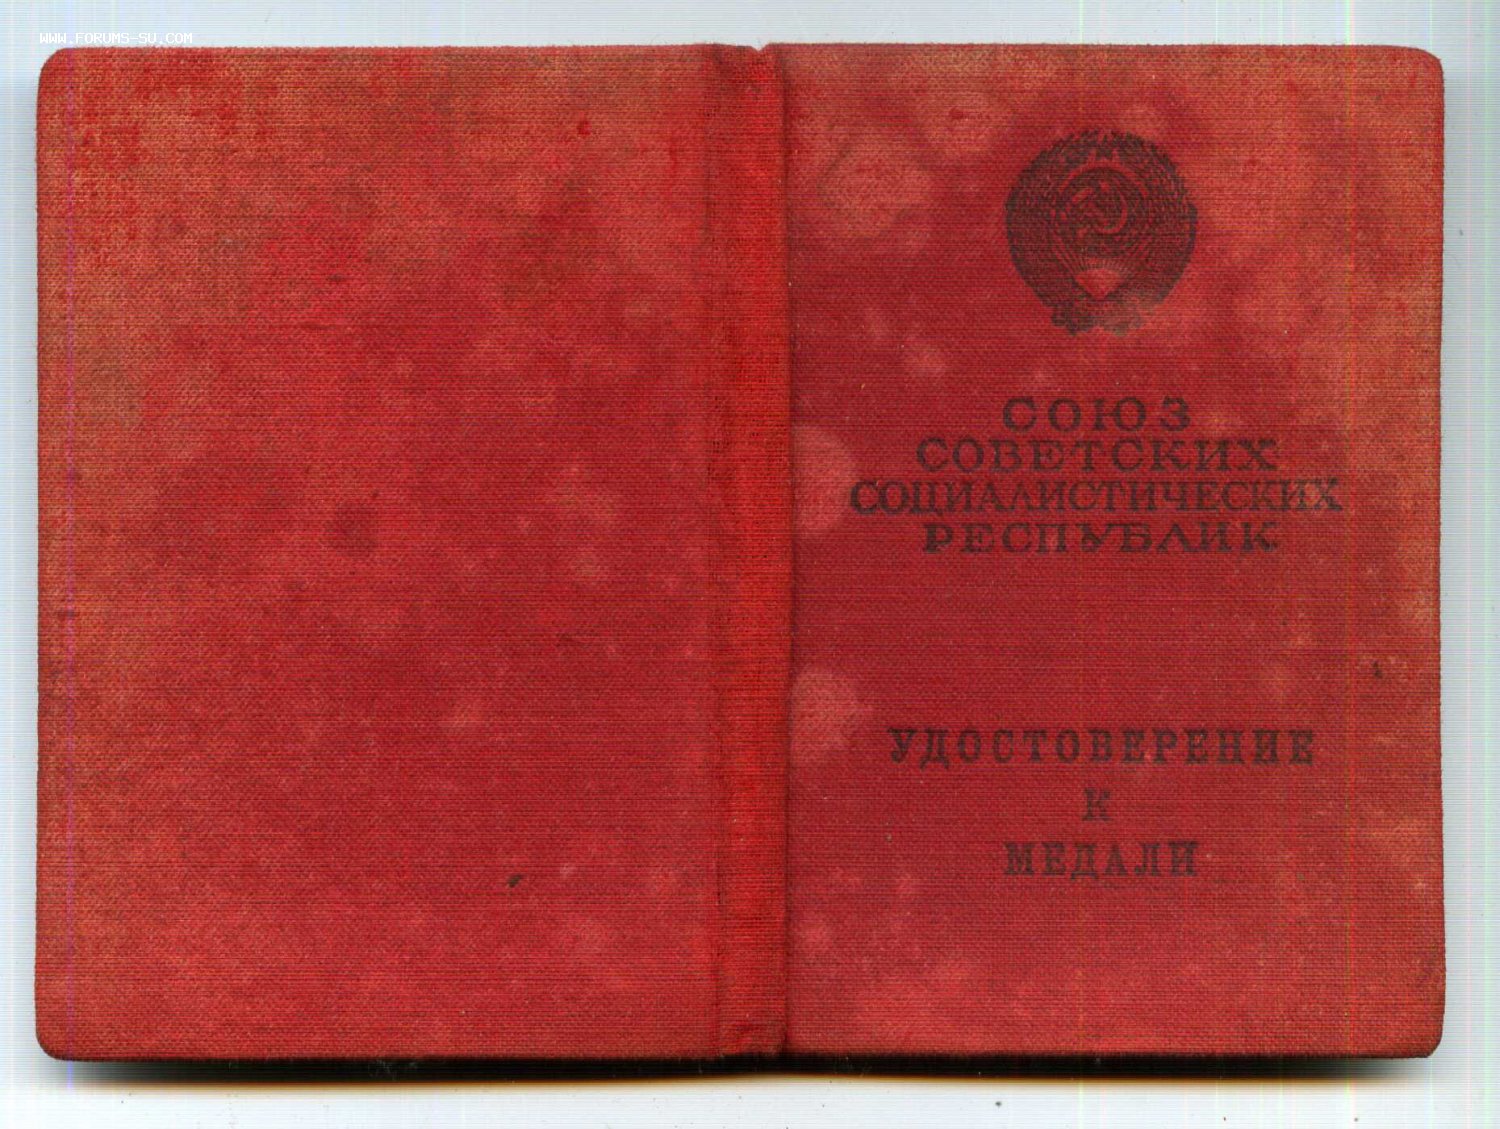 WWW.FORUMS-SU.COM
СОЮЗ
СОВЕТСКИХ
СОЦИАЛИСТИЧЕСКИХ
РЕСПУБЛИК
УДОСТОВЕРЕНИЕ
К
МЕДАЛИ